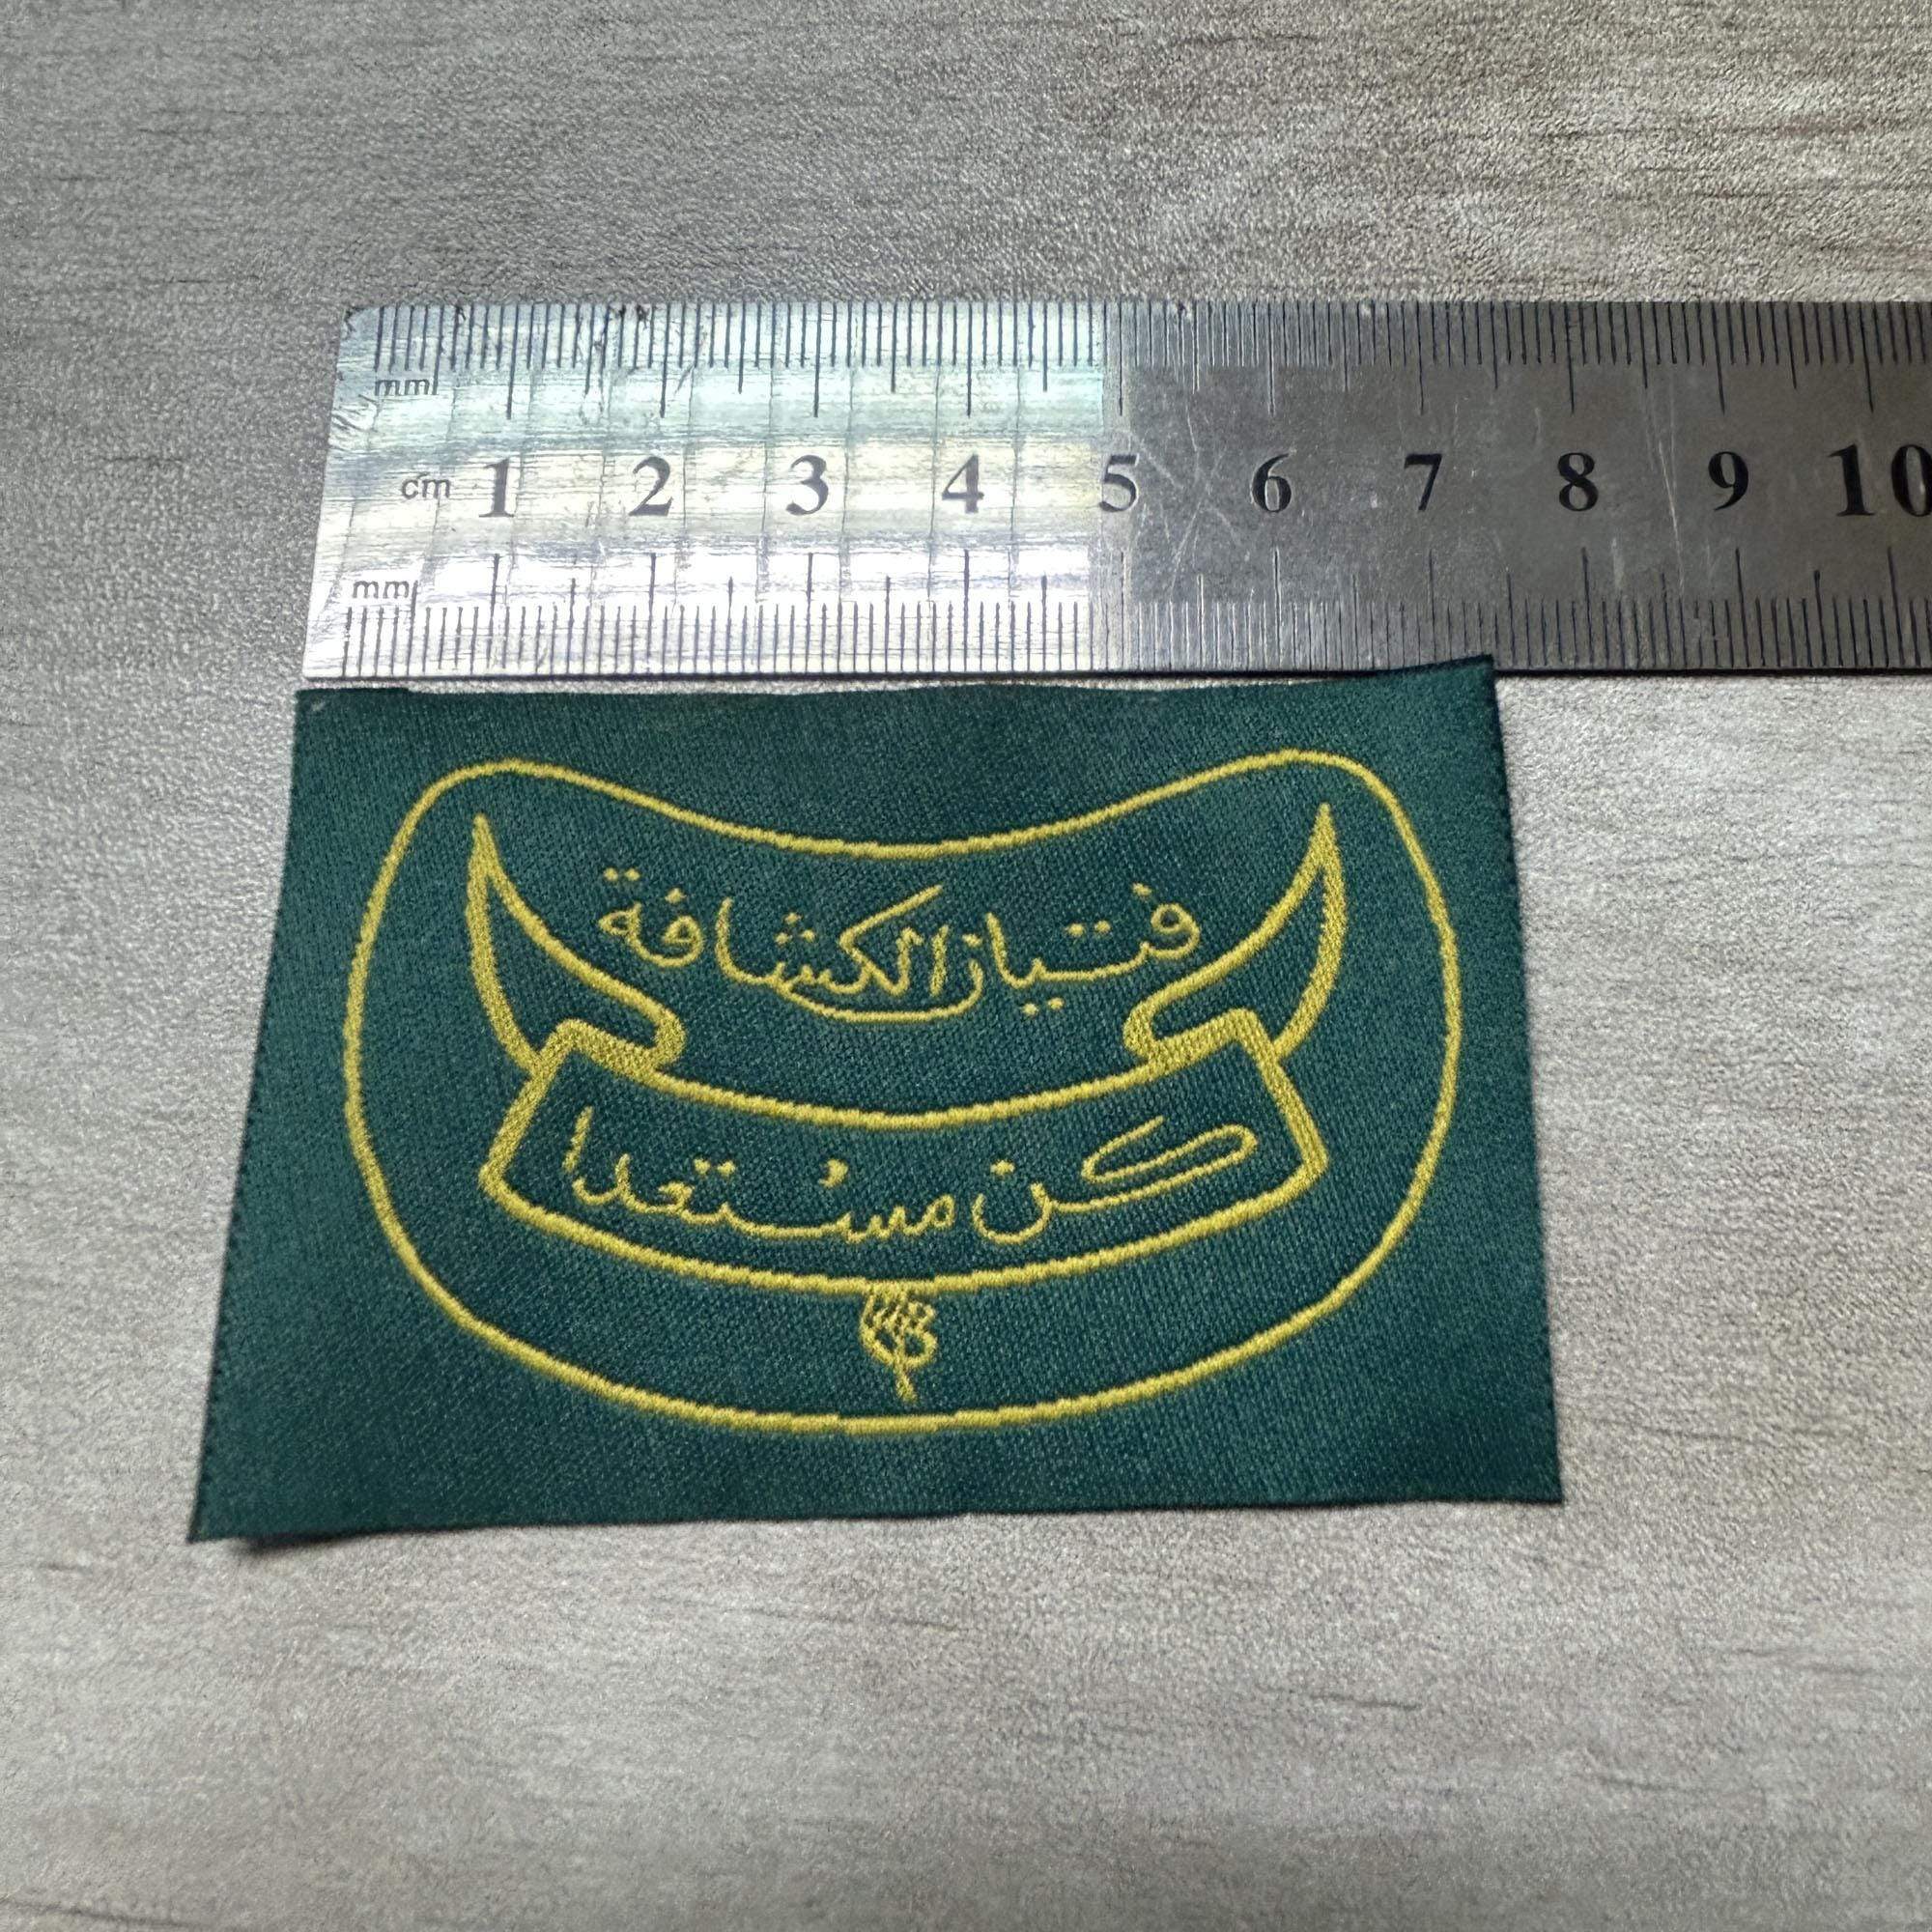 mm
cm 1 2 3 4 5 6 7 8 9 10
mm
فتيان الكشافة
كن مستعدا